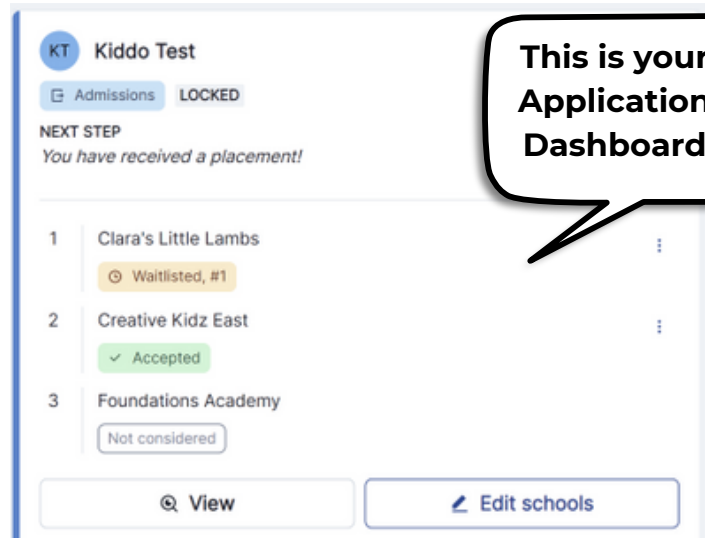 KT Kiddo Test
Admissions LOCKED
NEXT STEP
You have received a placement!
This is your
Application
Dashboard
1 Clara's Little Lambs
Waitlisted, #1
2 Creative Kidz East
Accepted
3 Foundations Academy
Not considered
View Edit schools